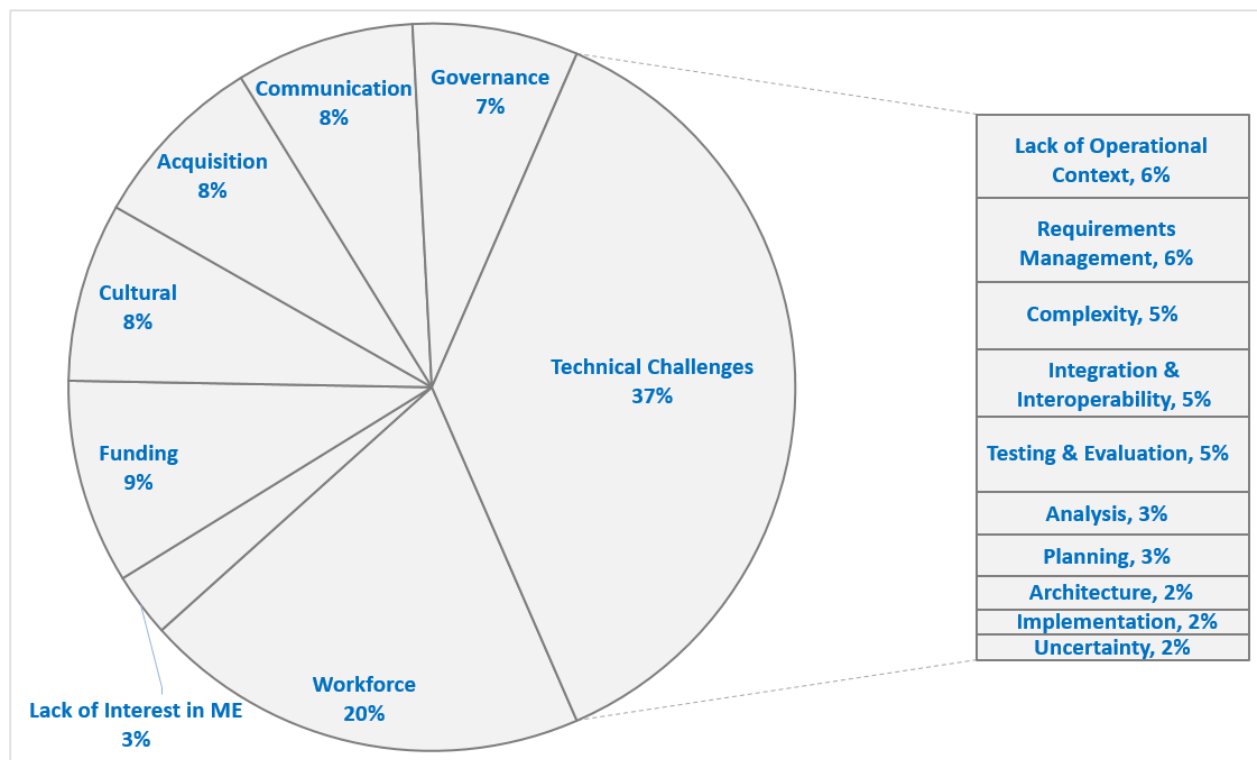 Governance
7%
Communication
8%
Acquisition
8%
Cultural
8%
Funding
9%
Lack of Interest in ME
3%
Workforce
20%
Technical Challenges
37%
Lack of Operational
Context, 6%
Requirements
Management, 6%
Complexity, 5%
Integration &
Interoperability, 5%
Testing & Evaluation, 5%
Analysis, 3%
Planning, 3%
Architecture, 2%
Implementation, 2%
Uncertainty, 2%